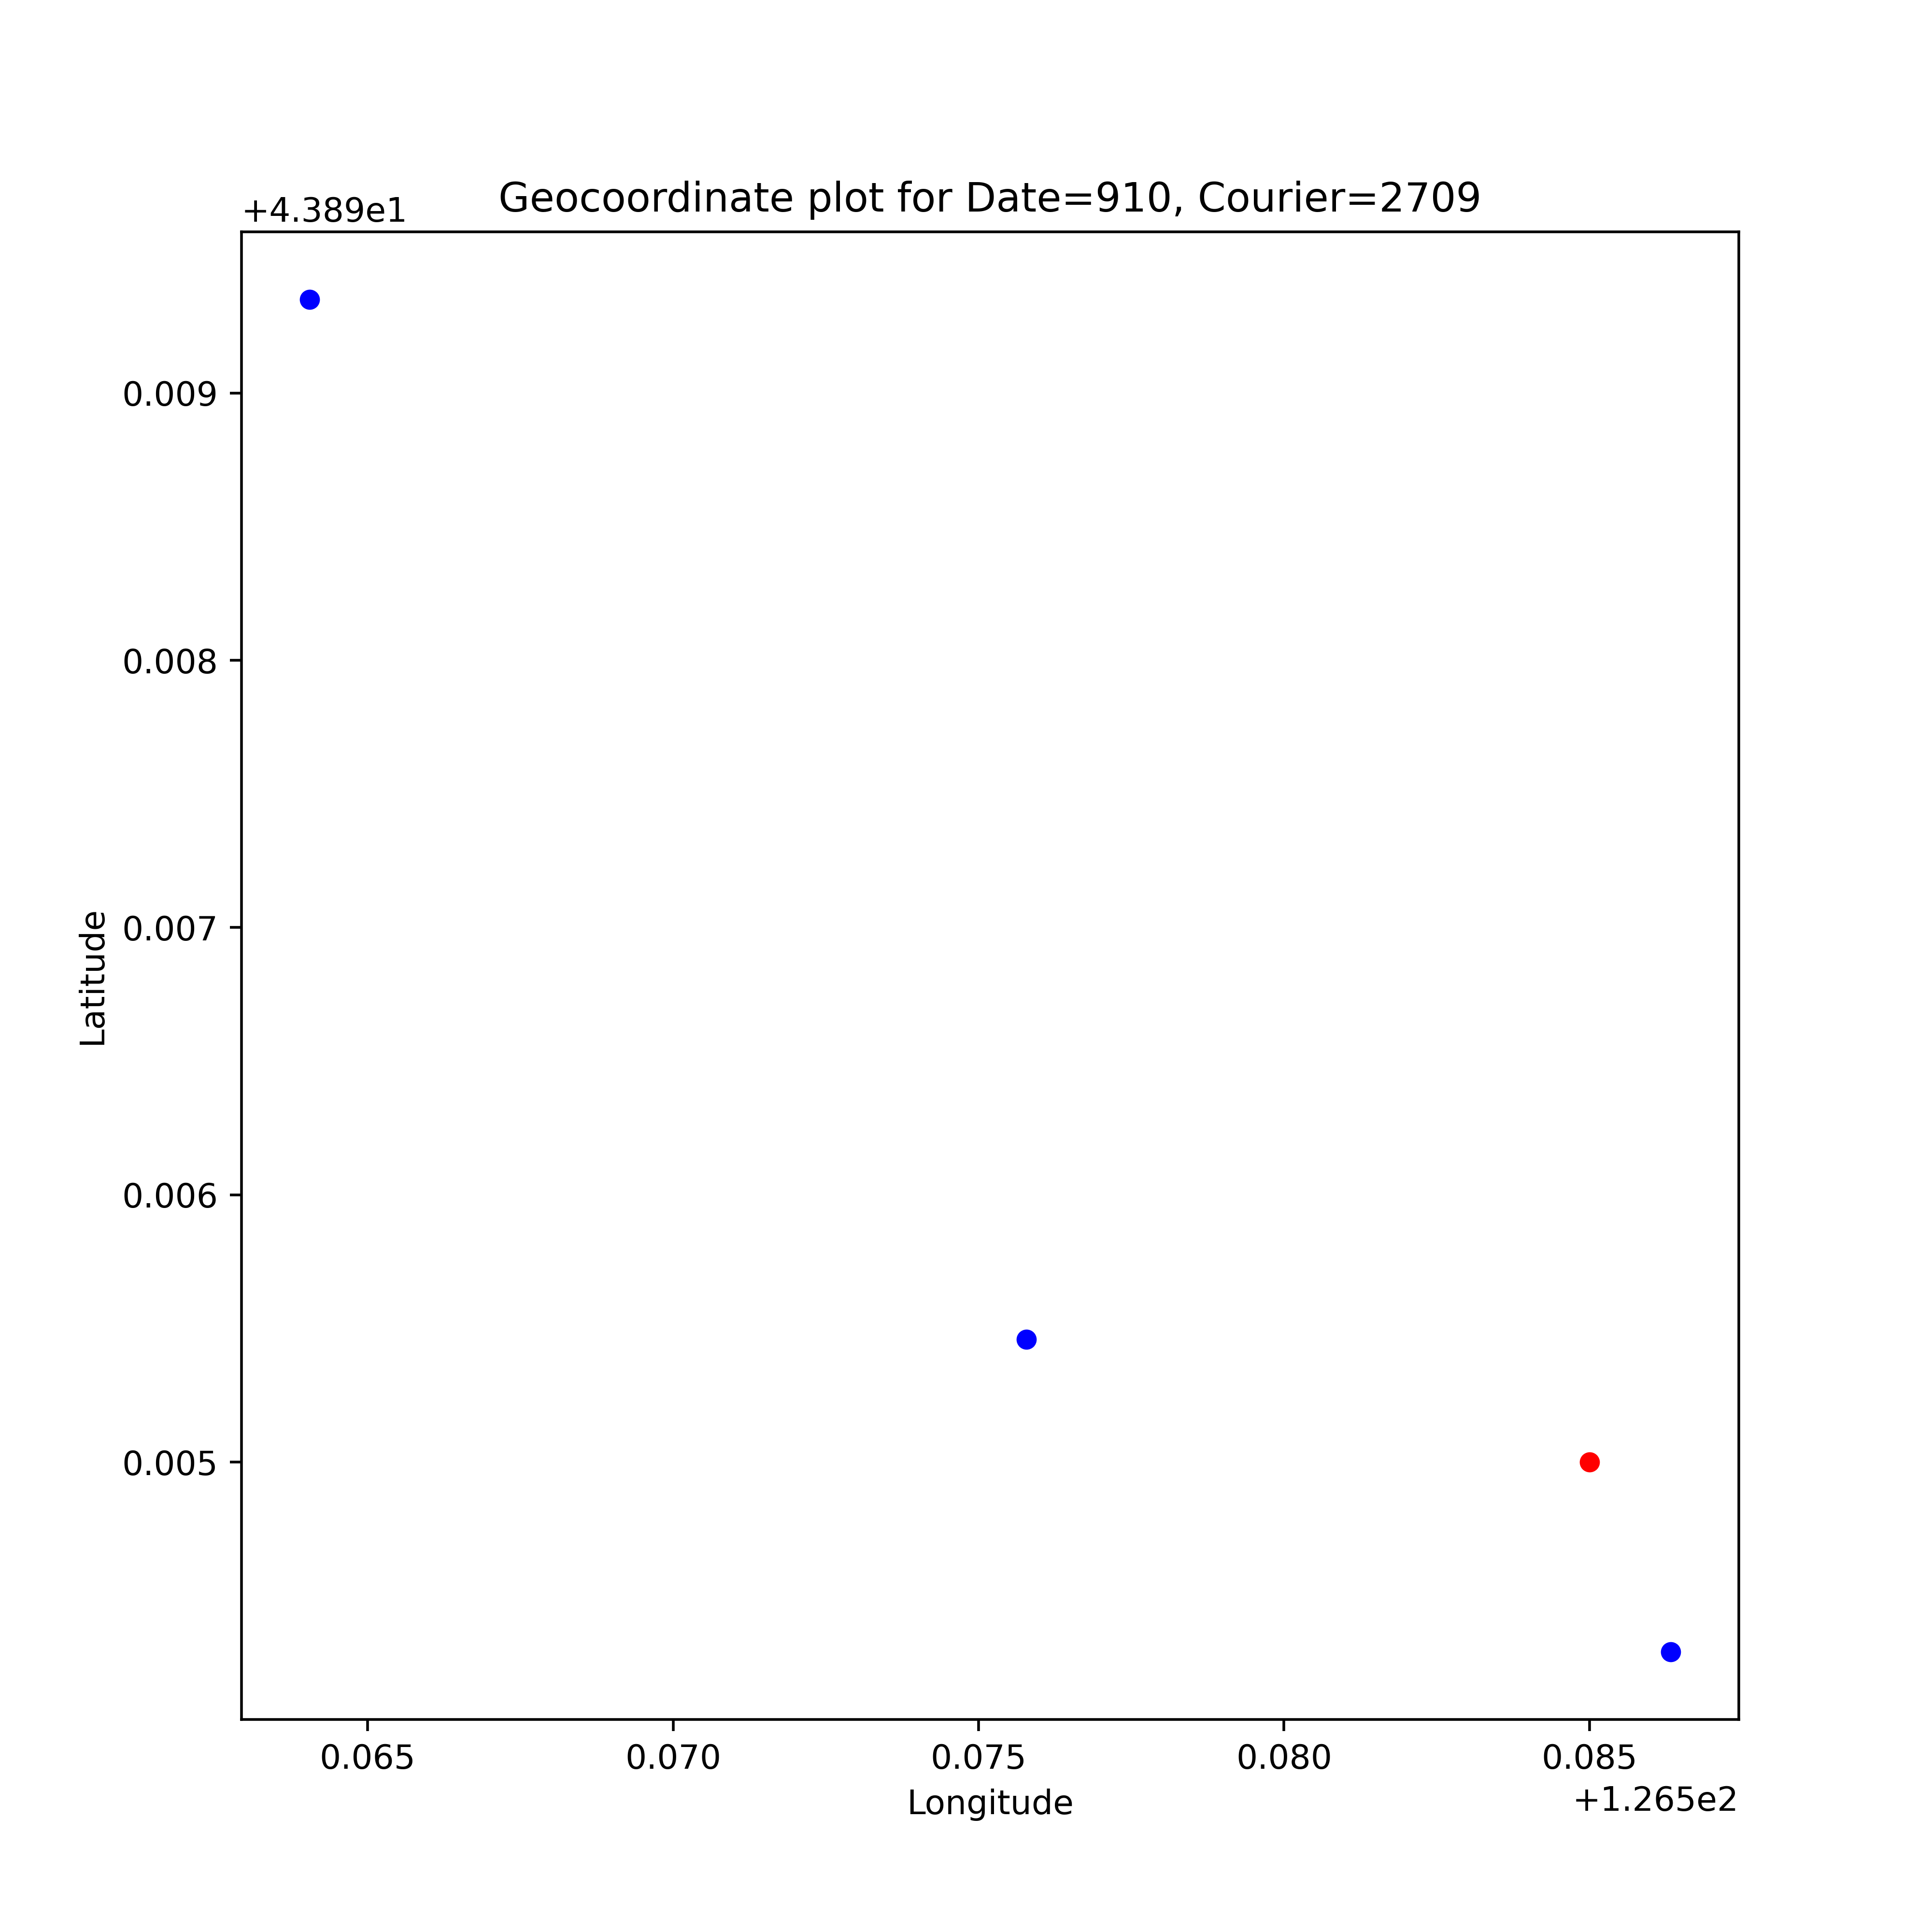 Geocoordinate plot for Date=910, Courier=2709
+4.389e1
0.009
0.008
0.007
0.006
0.005
Latitude
0.065 0.070 0.075 0.080 0.085
+1.265e2
Longitude